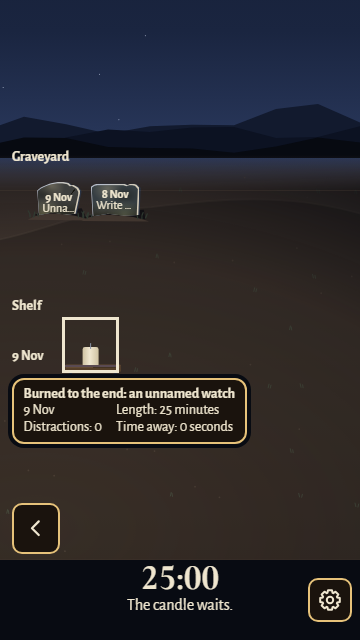 Graveyard
9 Nov
Unna...
8 Nov
Write ...
Shelf
9 Nov
Burned to the end: an unnamed watch
9 Nov Length: 25 minutes
Distractions: 0 Time away: 0 seconds
25:00
The candle waits.